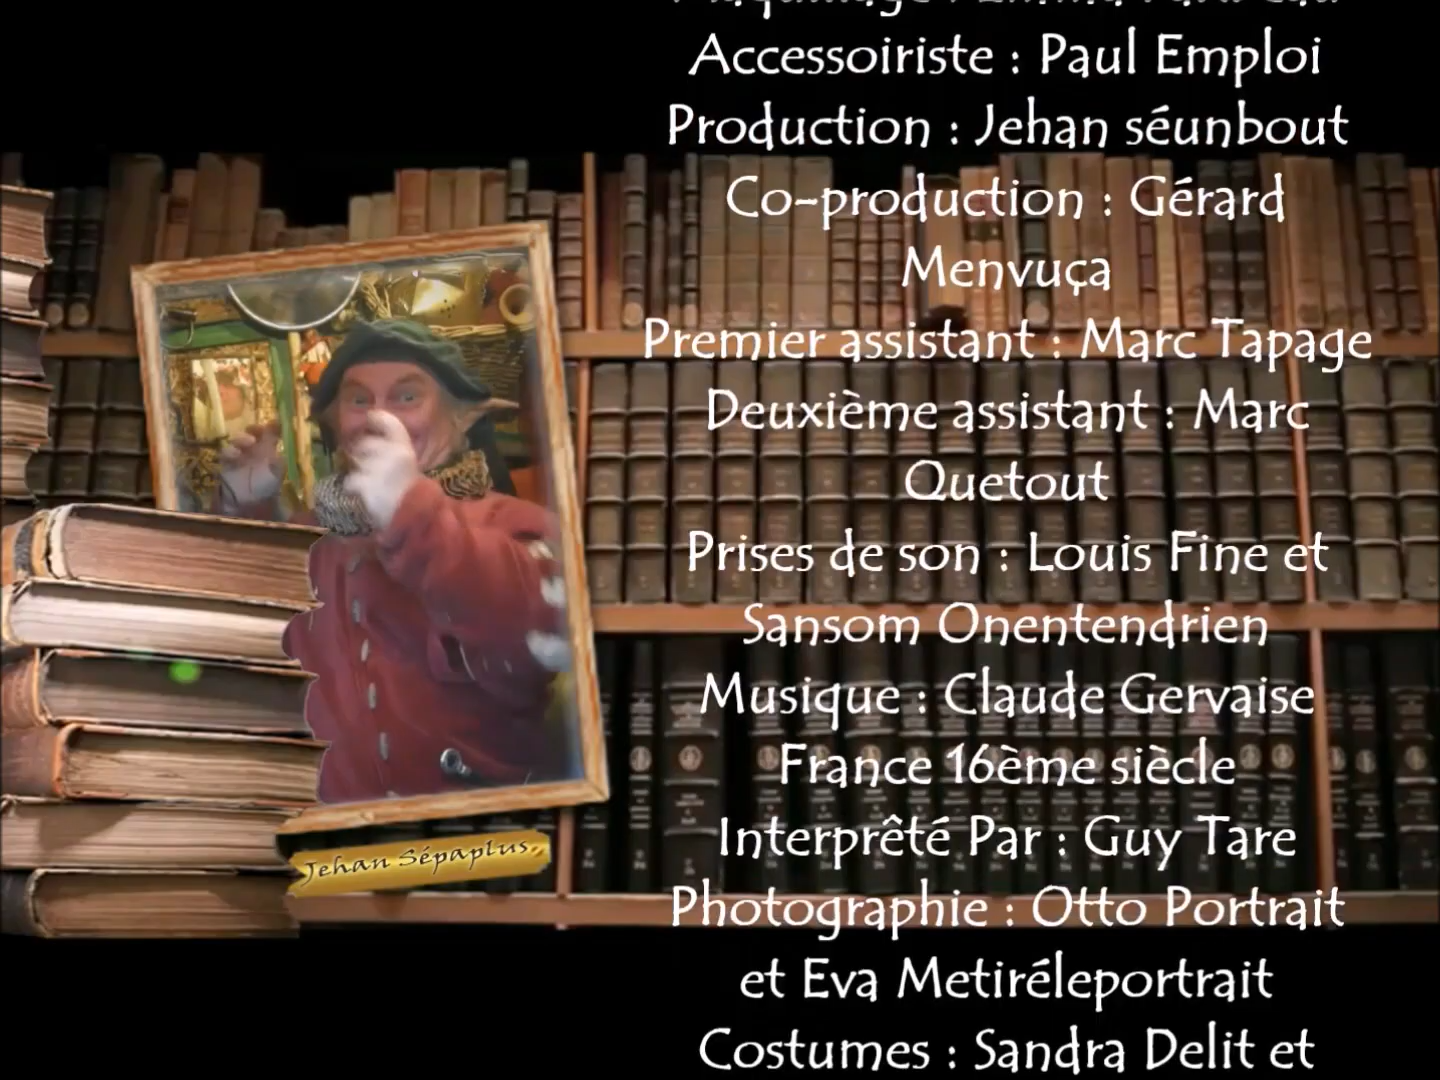 Accessoiriste : Paul Emploi
Production : Jehan séunbout
Co-production : Gérard
Menvuça
Premier assistant : Marc Tapage
Deuxième assistant : Marc
Quetout
Prises de son : Louis Fine et
Sansom Onentendrien
Musique : Claude Gervaise
France 16ème siècle
Interprêté Par : Guy Tare
Photographie : Otto Portrait
et Eva Metiréleportrait
Costumes : Sandra Delit et
Jehan Sépaplus.